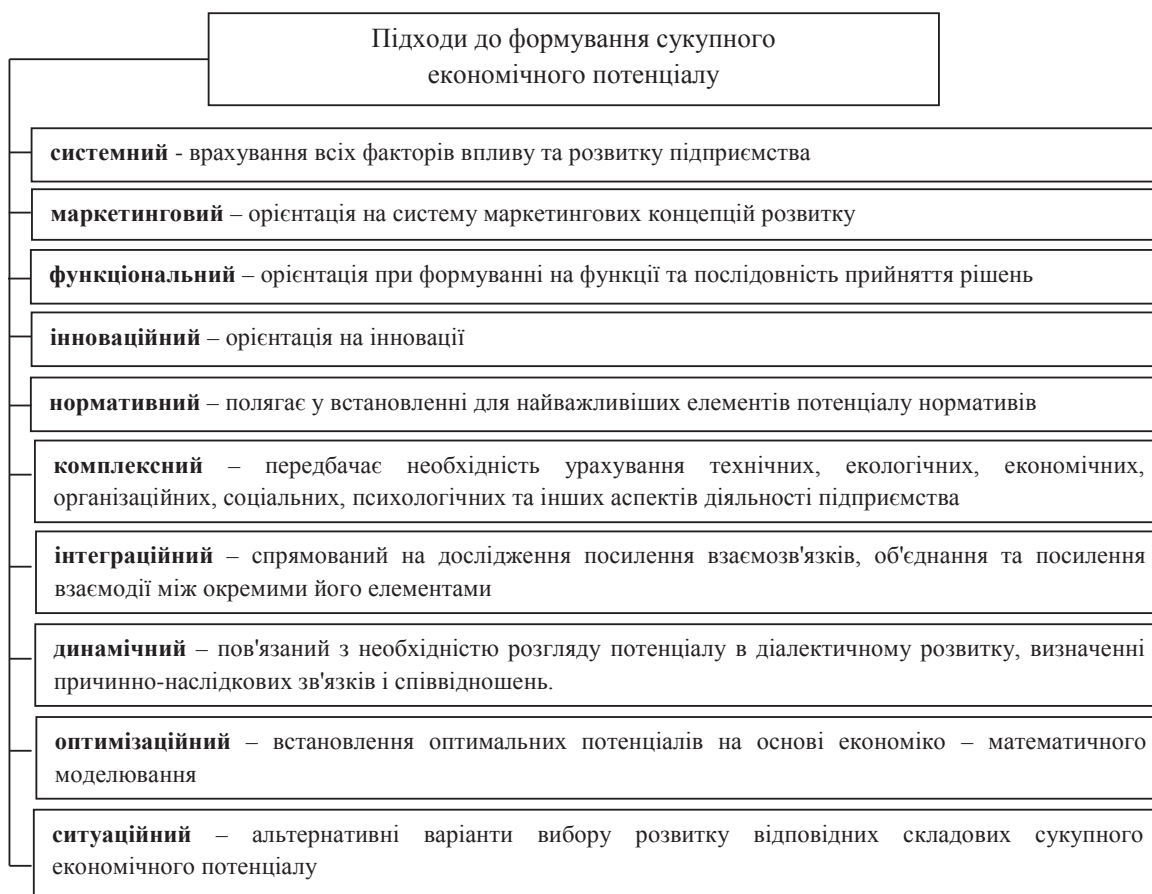 Підходи до формування сукупного
економічного потенціалу
системний - врахування всіх факторів впливу та розвитку підприємства
маркетинговий – орієнтація на систему маркетингових концепцій розвитку
функціональний – орієнтація при формуванні на функції та послідовність прийняття рішень
інноваційний – орієнтація на інновації
нормативний – полягає у встановленні для найважливіших елементів потенціалу нормативів
комплексний – передбачає необхідність урахування технічних, екологічних, економічних,
організаційних, соціальних, психологічних та інших аспектів діяльності підприємства
інтеграційний – спрямований на дослідження посилення взаємозв'язків, об'єднання та посилення
взаємодії між окремими його елементами
динамічний – пов'язаний з необхідністю розгляду потенціалу в діалектичному розвитку, визначенні
причинно-наслідкових зв'язків і співвідношень.
оптимізаційний – встановлення оптимальних потенціалів на основі економіко – математичного
моделювання
ситуаційний – альтернативні варіанти вибору розвитку відповідних складових сукупного
економічного потенціалу